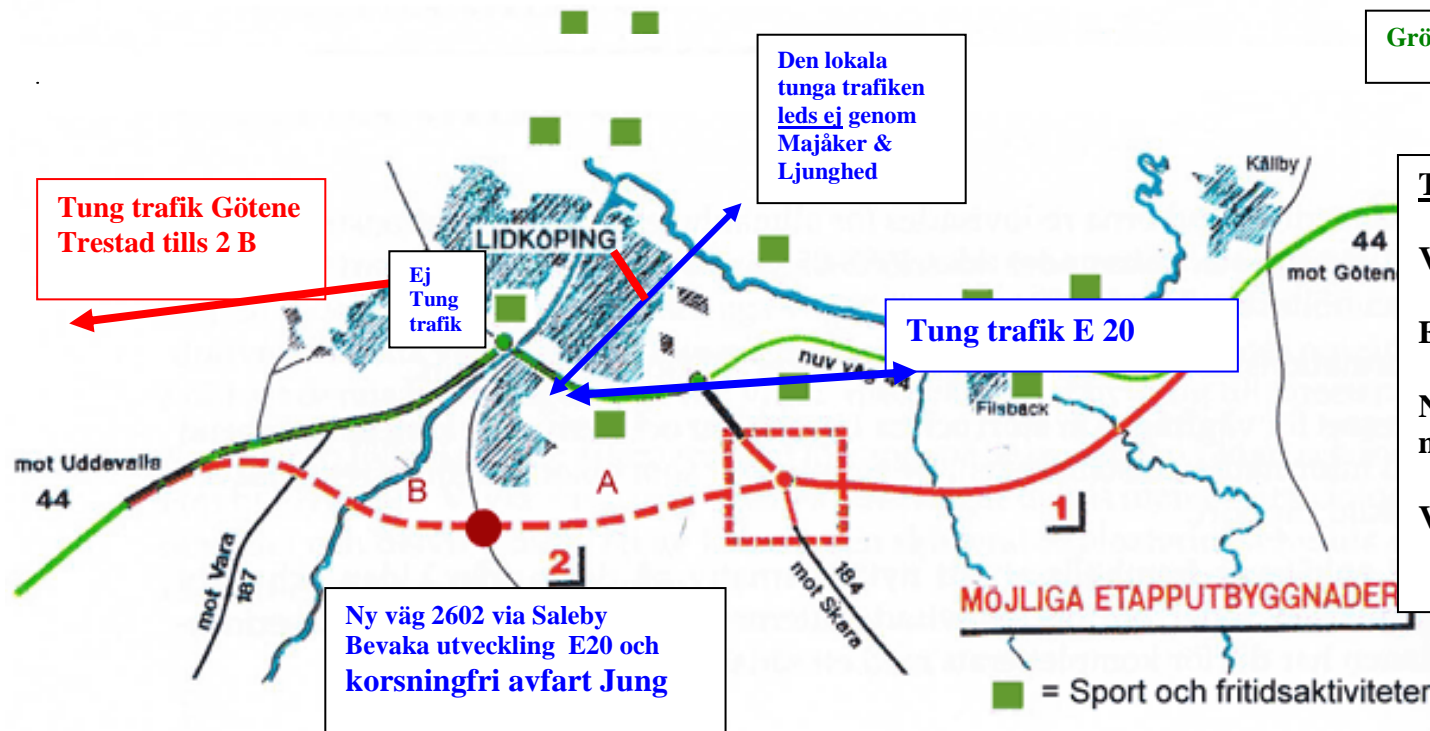 Den lokala
tunga trafiken
leds ej genom
Majåker &
Ljunghed
Källby
Tung trafik Götene
Trestad tills 2 B
LIDKÖPING
Ej
Tung
trafik
44
mot Göten
Tung trafik E 20
nuv väg 44
Filsbäck
mot Uddevalla
44
B
A
1
2
mot Vara
187
184
mot Skara
MÖJLIGA ETAPPUTBYGGNADER
Ny väg 2602 via Saleby
Bevaka utveckling E20 och
korsningfri avfart Jung
= Sport och fritidsaktiviteter
Grö
T
V
E
N
m
V